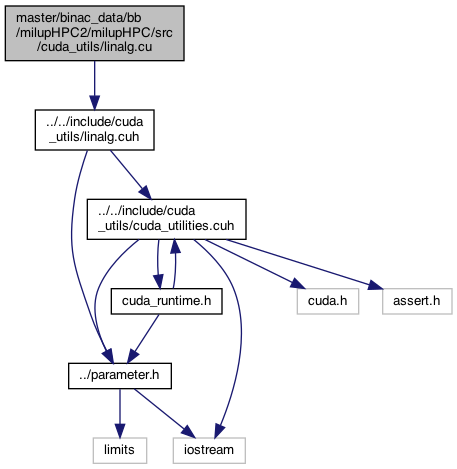 master/binac_data/bb
/milupHPC2/milupHPC/src
/cuda_utils/linalg.cu
../../include/cuda
_utils/linalg.cuh
../../include/cuda
_utils/cuda_utilities.cuh
cuda_runtime.h
cuda.h
assert.h
../parameter.h
limits
iostream